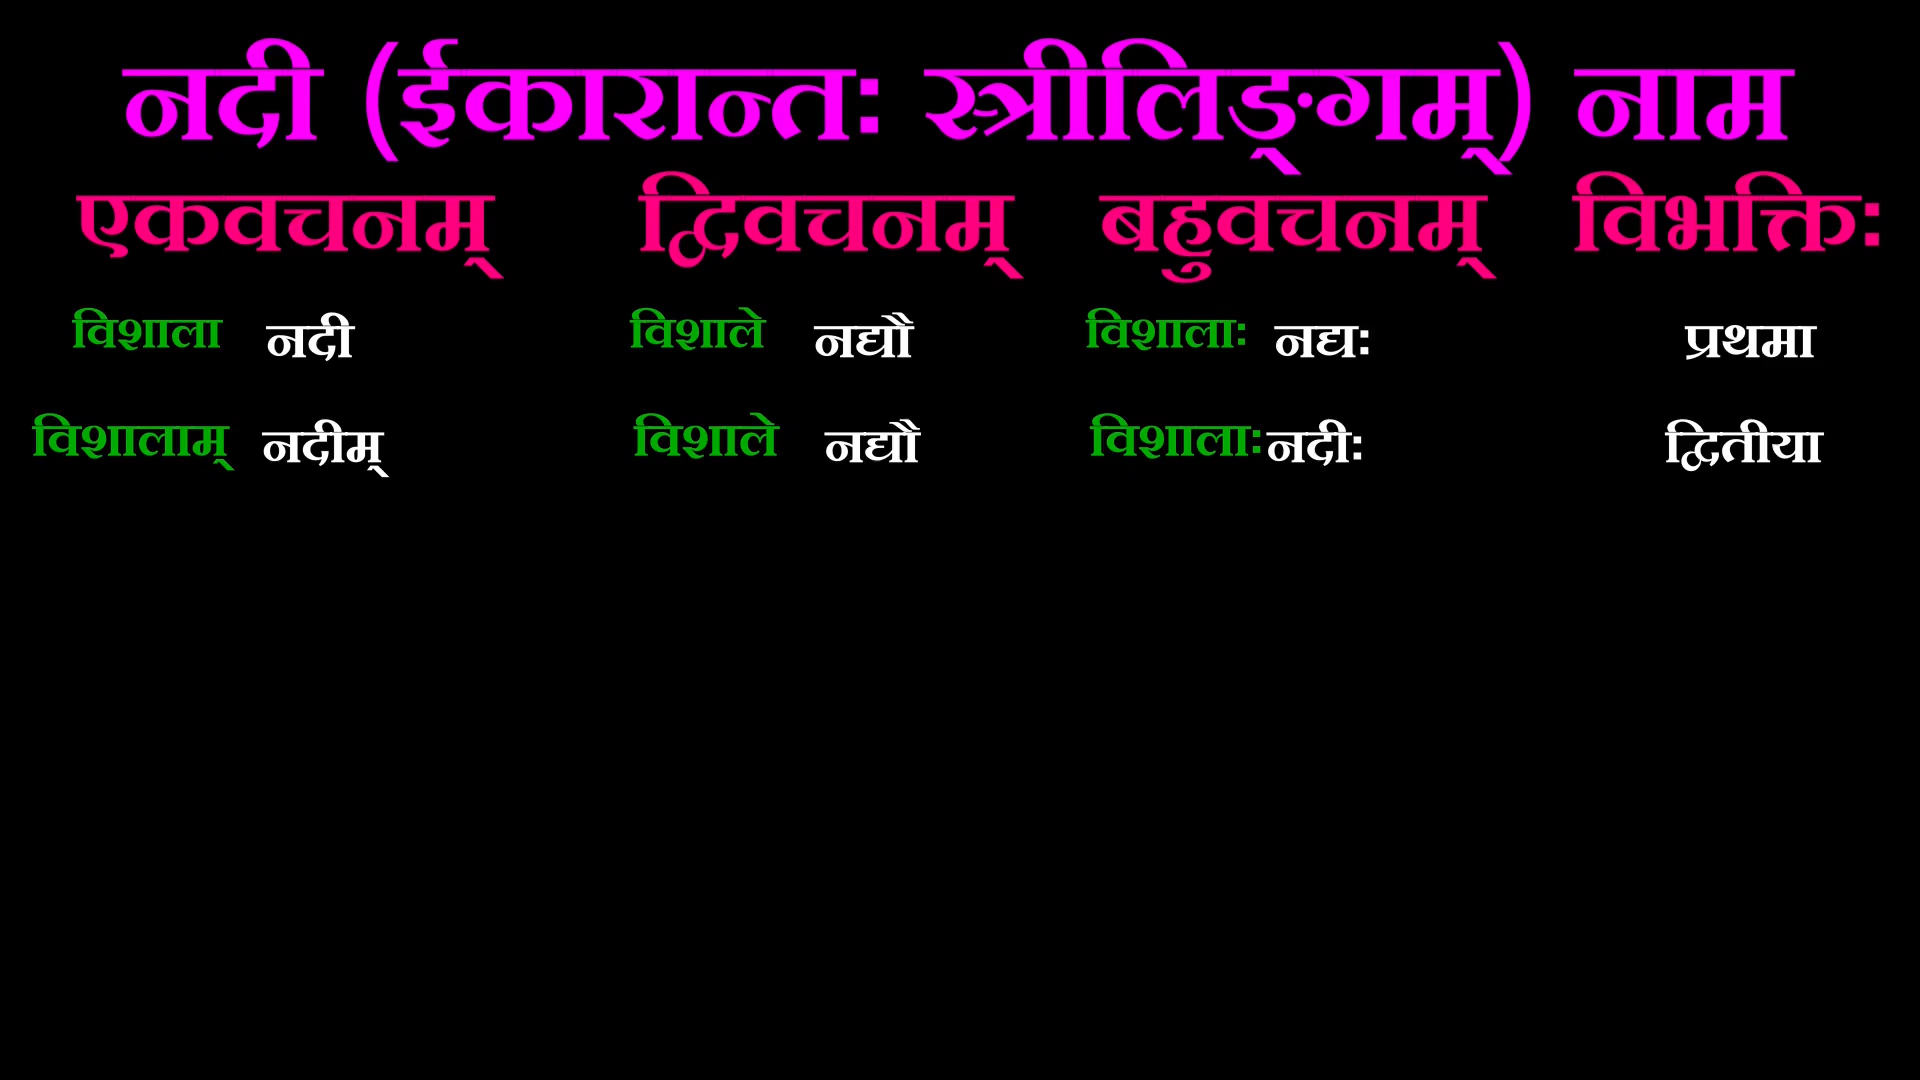 नदी (ईकारान्तः स्त्रीलिङ्गम्) नाम
एकवचनम् द्विवचनम् बहुवचनम् विभक्तिः
विशाला नदी विशाले नद्यौ विशालाः नद्यः प्रथमा
विशालाम् नदीम् विशाले नद्यौ विशालाः नदीः द्वितीया